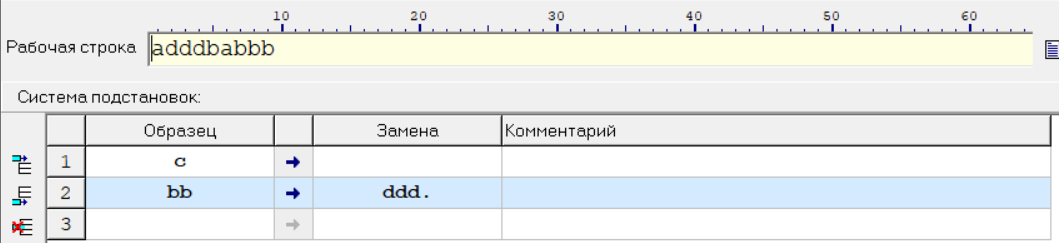 10 20 30 40 50 60
Рабочая строка adddbabbb
Система подстановок:
Образец Замена Комментарий
1 c
2 bb ddd.
3